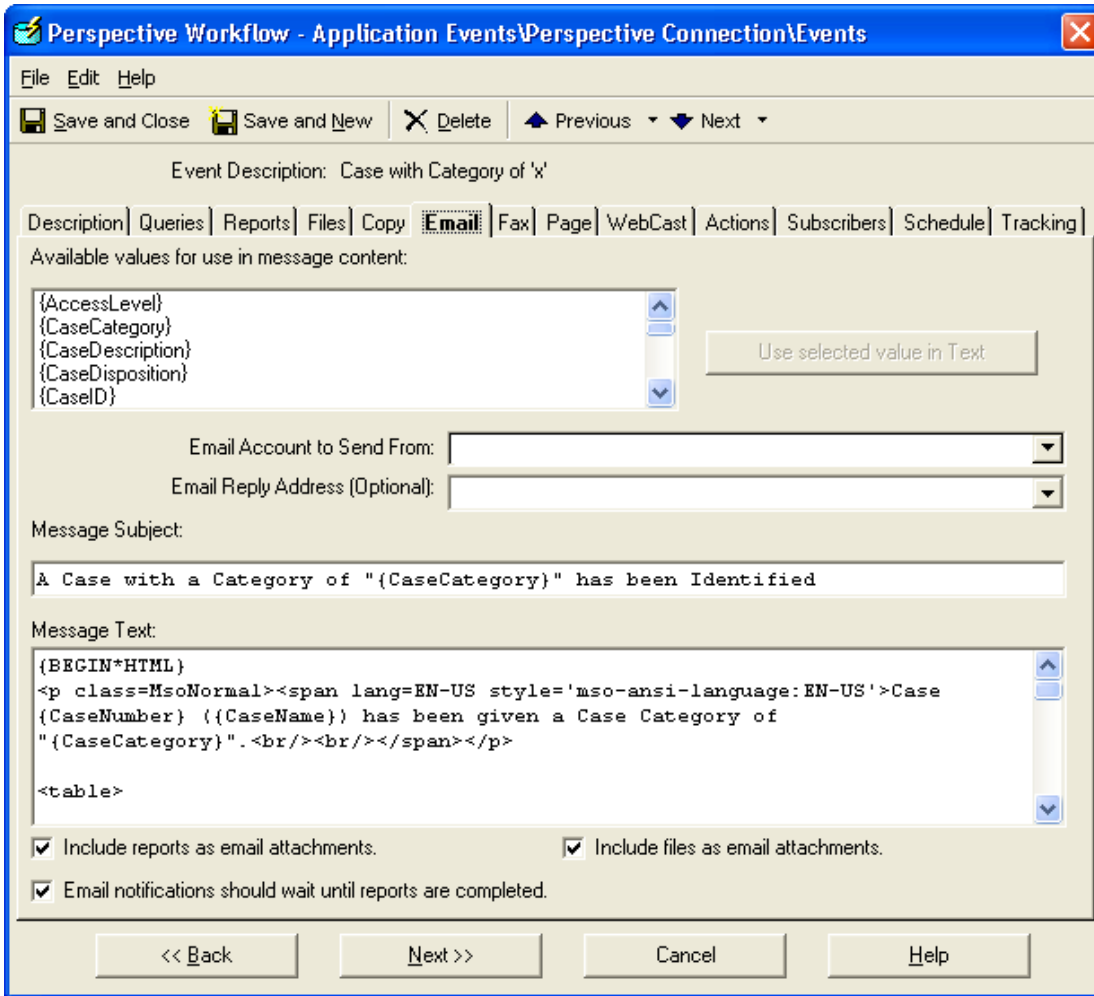 Perspective Workflow - Application Events\Perspective Connection\Events
File Edit Help
Save and Close Save and New Delete Previous Next
Event Description: Case with Category of 'x'
Description Queries Reports Files Copy Email Fax Page WebCast Actions Subscribers Schedule Tracking
Available values for use in message content:
{AccessLevel}
{CaseCategory}
{CaseDescription}
{CaseDisposition}
{CaseID}
Use selected value in Text
Email Account to Send From:
Email Reply Address (Optional):
Message Subject:
A Case with a Category of "{CaseCategory}" has been Identified
Message Text:
{BEGIN*HTML}
<p class=MsoNormal><span lang=EN-US style='mso-ansi-language:EN-US'>Case
{CaseNumber} ({CaseName}) has been given a Case Category of
"{CaseCategory}".<br/><br/></span></p>
<table>
Include reports as email attachments. Include files as email attachments.
Email notifications should wait until reports are completed.
<< Back Next >> Cancel Help